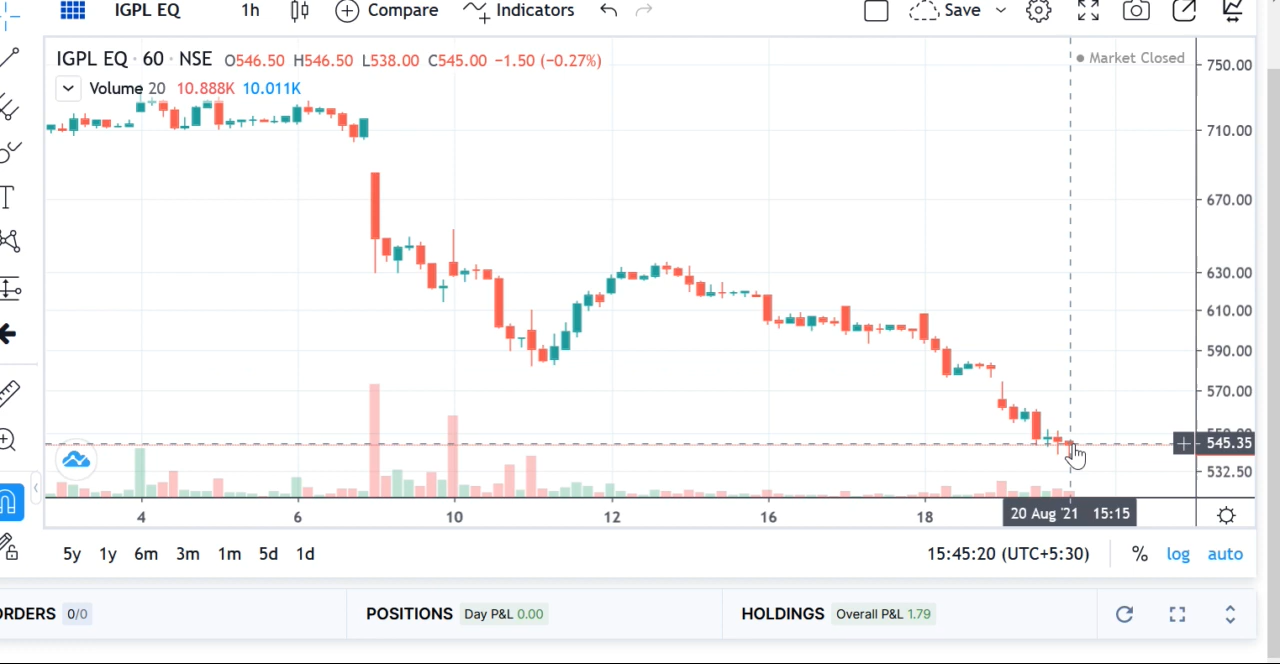 IGPL EQ 1h Compare Indicators Save
IGPL EQ · 60 · NSE O546.50 H546.50 L538.00 C545.00 −1.50 (−0.27%)
Market Closed
Volume 20 10.888K 10.011K
750.00
710.00
670.00
630.00
610.00
590.00
570.00
550.00
545.35
532.50
4 6 10 12 16 18 20 Aug '21 15:15
5y 1y 6m 3m 1m 5d 1d 15:45:20 (UTC+5:30) % log auto
ORDERS 0/0 POSITIONS Day P&L 0.00 HOLDINGS Overall P&L 1.79